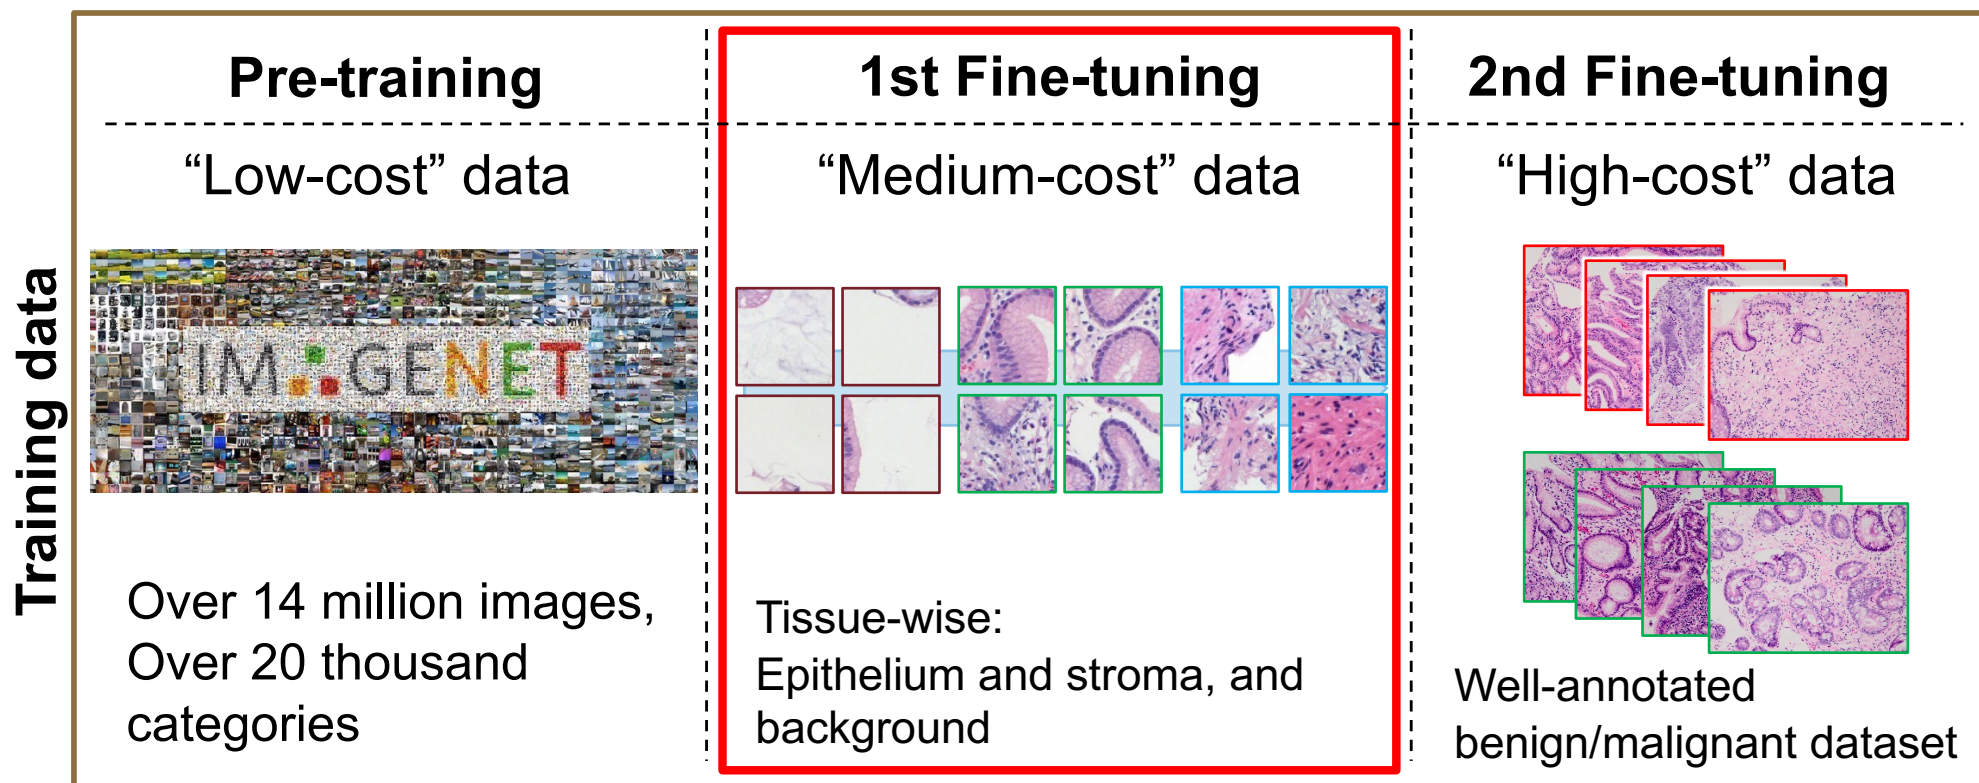 Pre-training
1st Fine-tuning
2nd Fine-tuning
Training data
“Low-cost” data
“Medium-cost” data
“High-cost” data
IMAGENET
Over 14 million images,
Over 20 thousand
categories
Tissue-wise:
Epithelium and stroma, and
background
Well-annotated
benign/malignant dataset